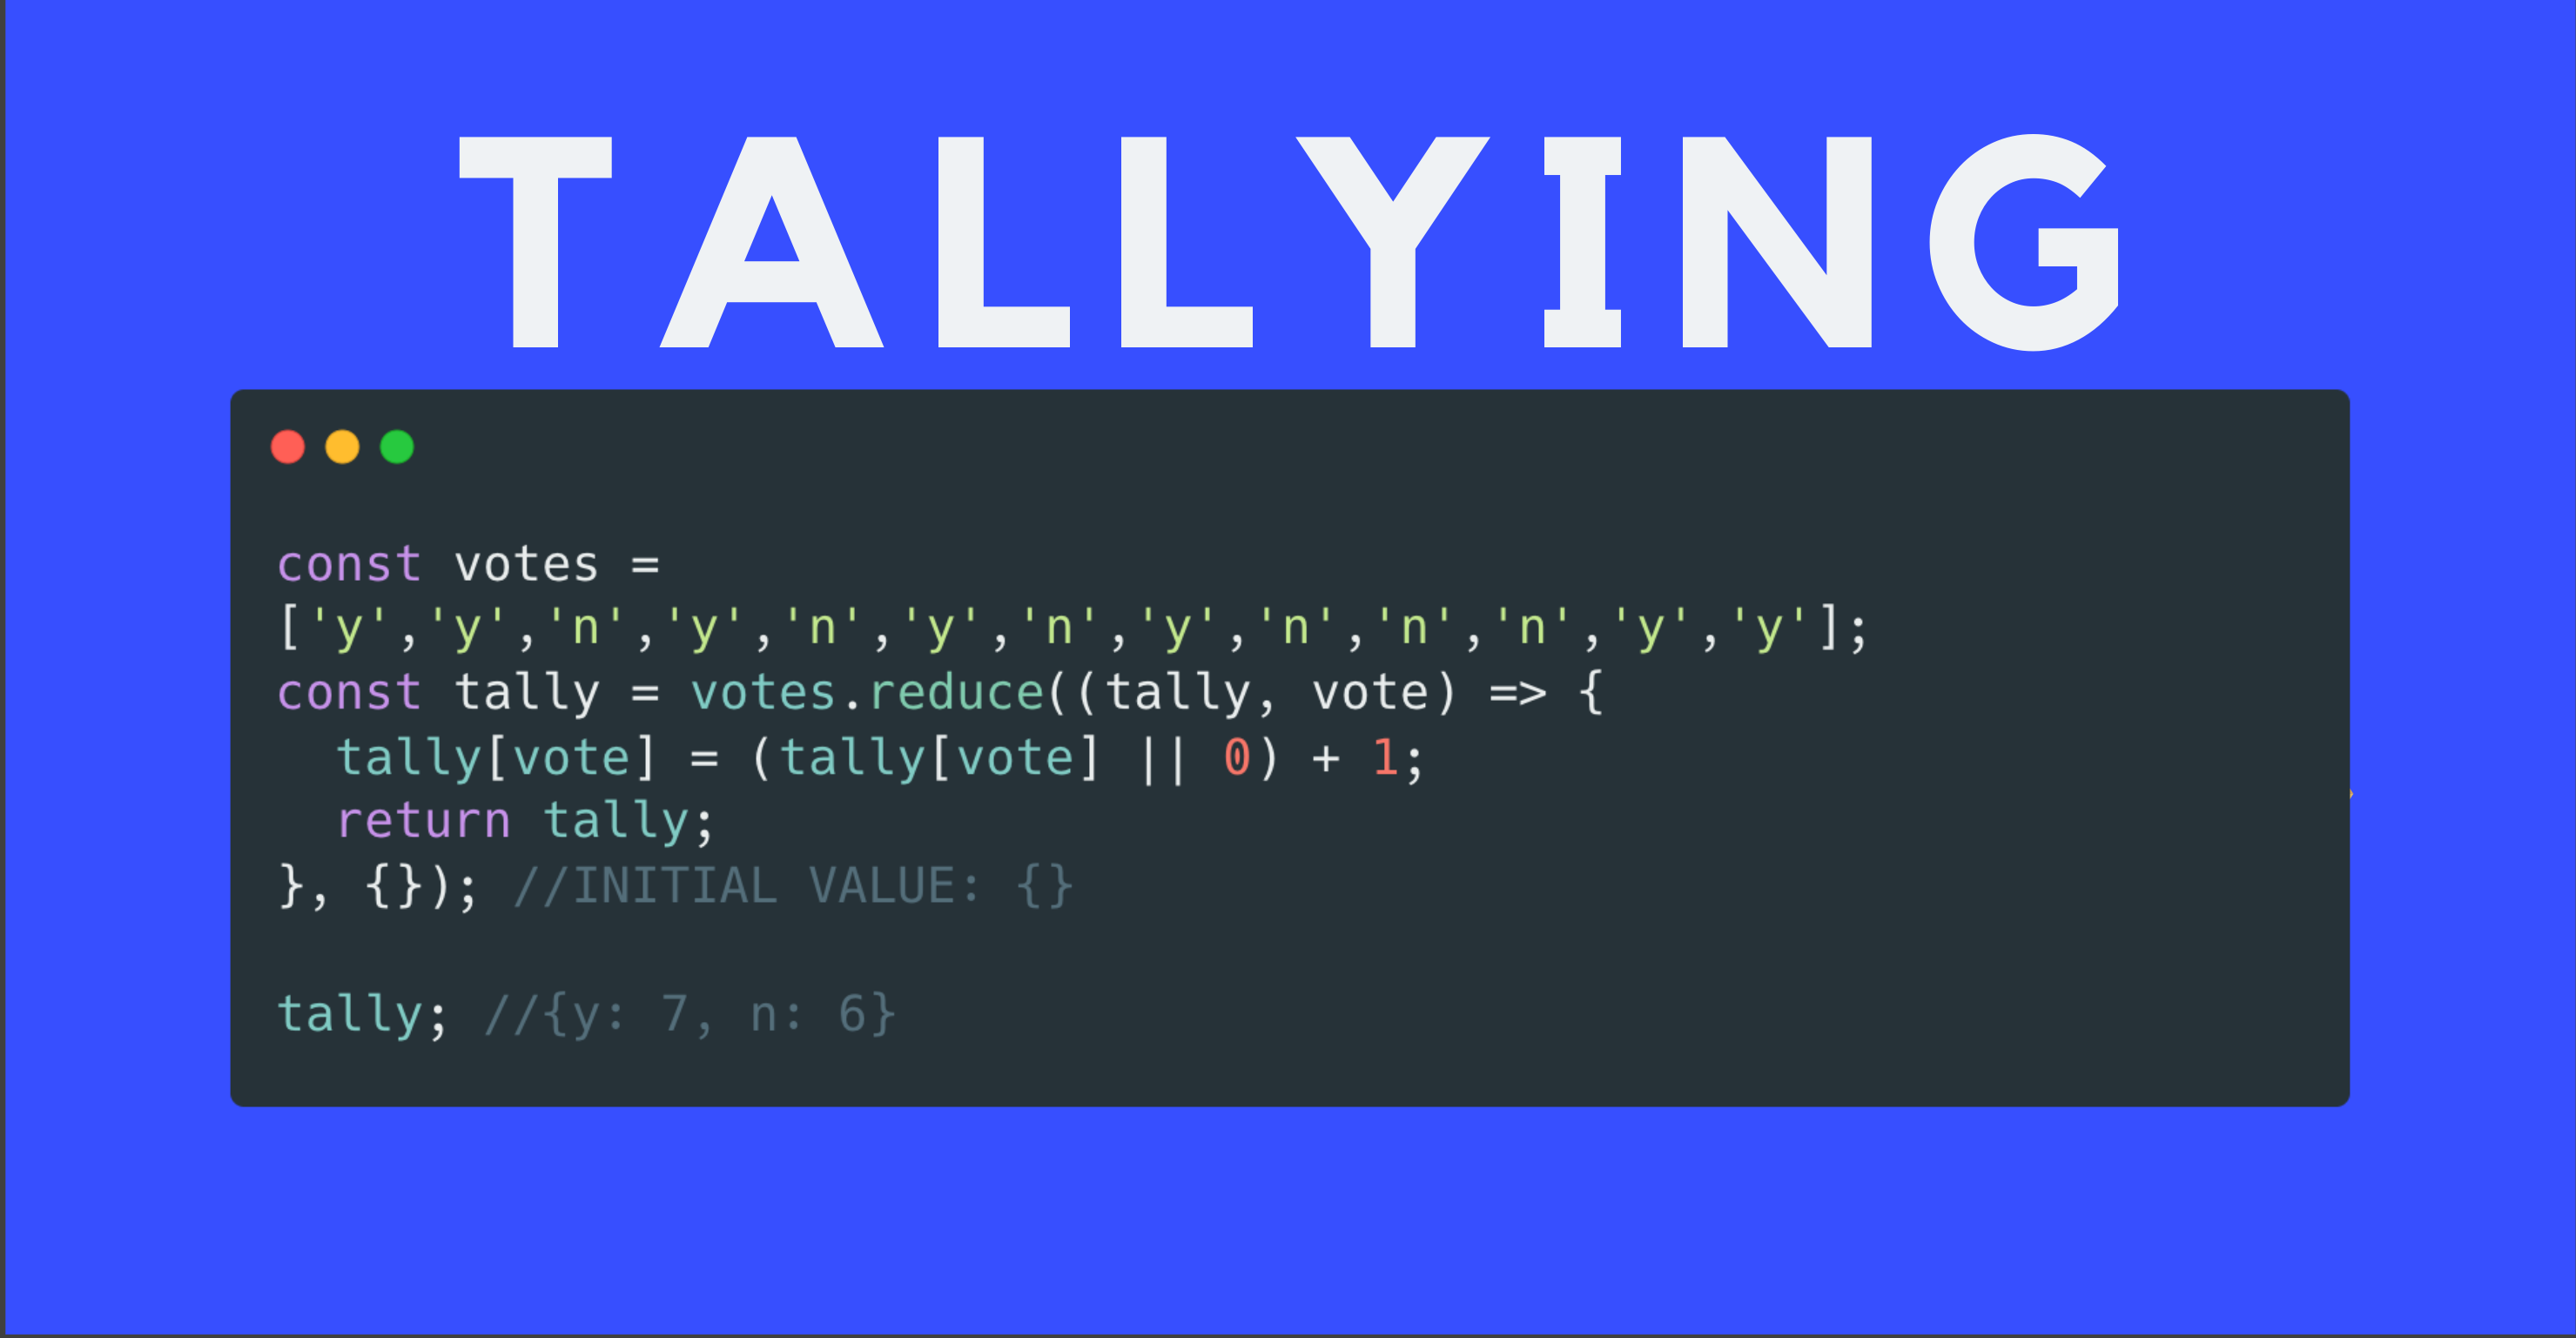 TALLYING
const votes =
['y','y','n','y','n','y','n','y','n','n','n','y','y'];
const tally = votes.reduce((tally, vote) => {
  tally[vote] = (tally[vote] || 0) + 1;
  return tally;
}, {}); //INITIAL VALUE: {}
tally; //{y: 7, n: 6}